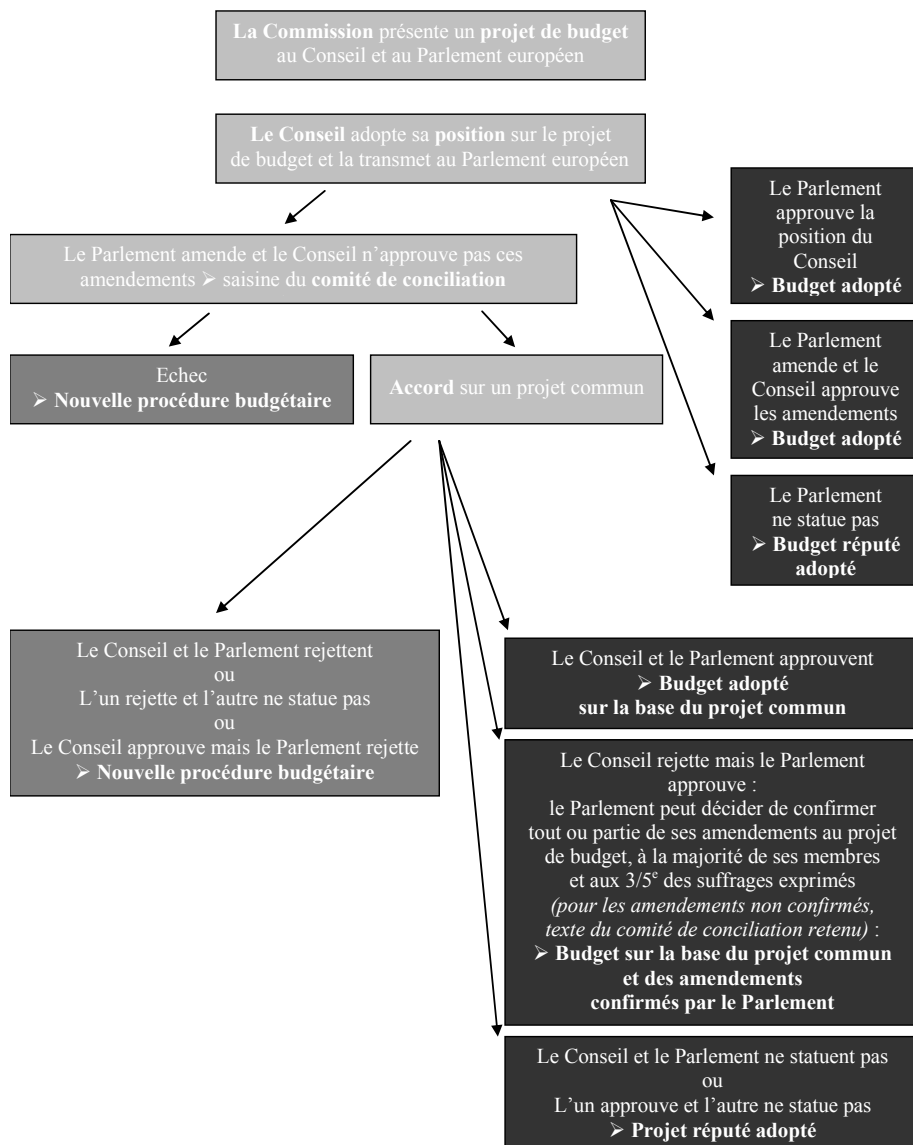 La Commission présente un projet de budget
au Conseil et au Parlement européen
Le Conseil adopte sa position sur le projet
de budget et la transmet au Parlement européen
Le Parlement
approuve la
position du
Conseil
➢ Budget adopté
Le Parlement amende et le Conseil n’approuve pas ces
amendements ➢ saisine du comité de conciliation
Le Parlement
amende et le
Conseil approuve
les amendements
➢ Budget adopté
Echec
➢ Nouvelle procédure budgétaire
Accord sur un projet commun
Le Parlement
ne statue pas
➢ Budget réputé
adopté
Le Conseil et le Parlement rejettent
ou
L’un rejette et l’autre ne statue pas
ou
Le Conseil approuve mais le Parlement rejette
➢ Nouvelle procédure budgétaire
Le Conseil et le Parlement approuvent
➢ Budget adopté
sur la base du projet commun
Le Conseil rejette mais le Parlement
approuve :
le Parlement peut décider de confirmer
tout ou partie de ses amendements au projet
de budget, à la majorité de ses membres
et aux 3/5e des suffrages exprimés
(pour les amendements non confirmés,
texte du comité de conciliation retenu) :
➢ Budget sur la base du projet commun
et des amendements
confirmés par le Parlement
Le Conseil et le Parlement ne statuent pas
ou
L’un approuve et l’autre ne statue pas
➢ Projet réputé adopté